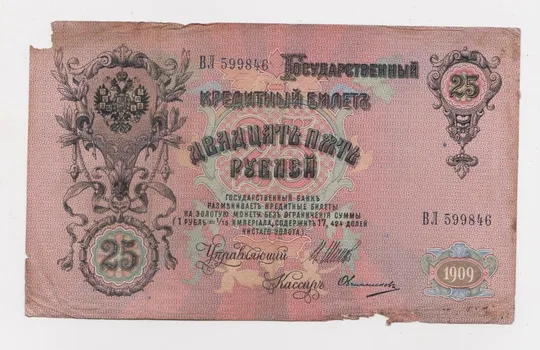 ВЛ 599846
Государственный
25
Кредитный Билетъ
Двадцать пять
рублей
Государственный Банкъ
размѣниваетъ кредитные билеты
на золотую монету безъ ограниченія суммы
(1 рубль = 1/15 имперіала, содержитъ 17,424 долей
чистаго золота).
ВЛ 599846
25
Управляющій
Кассиръ
1909